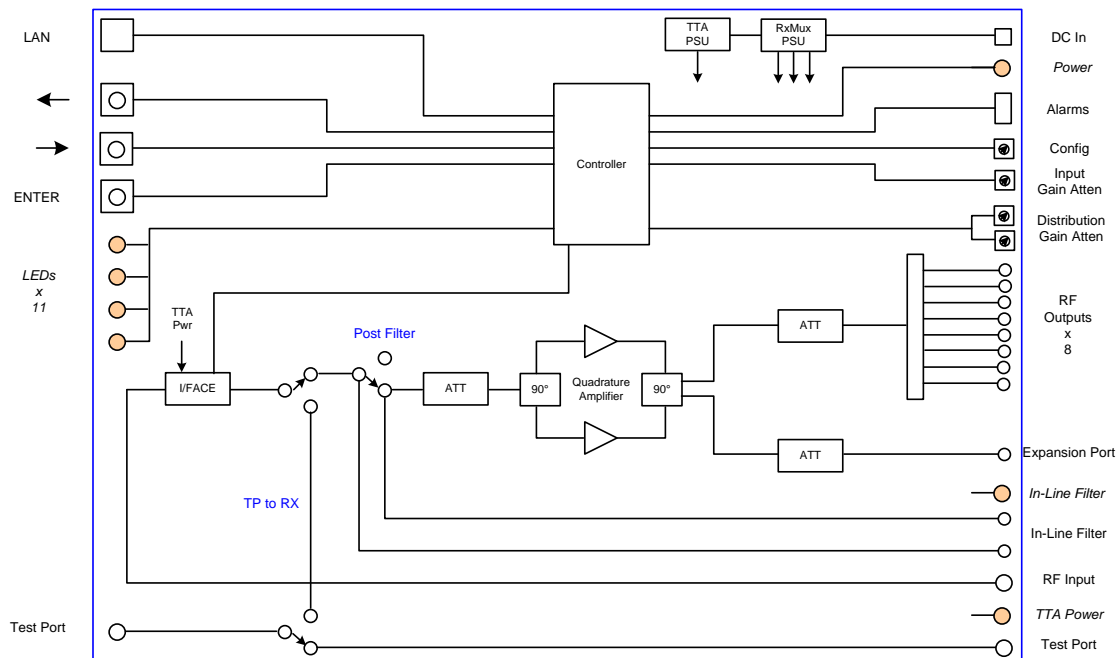 LAN
TTA
PSU
RxMux
PSU
DC In
Power
Alarms
Controller
Config
Input
Gain Atten
ENTER
Distribution
Gain Atten
LEDs
x
11
TTA
Pwr
RF
Outputs
x
8
Post Filter
ATT
I/FACE
ATT
90°
Quadrature
Amplifier
90°
ATT
Expansion Port
TP to RX
In-Line Filter
In-Line Filter
RF Input
TTA Power
Test Port
Test Port